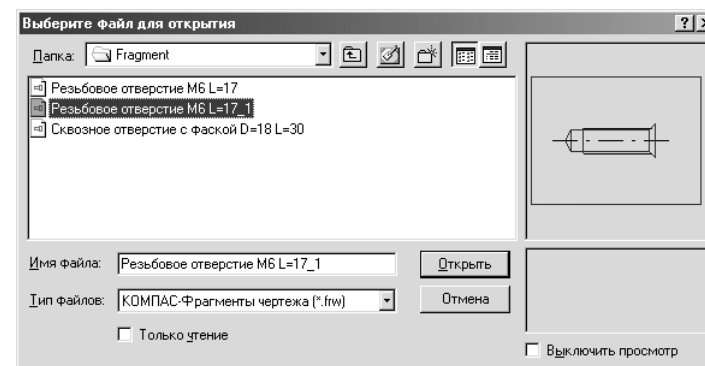 Выберите файл для открытия
Папка: Fragment
Резьбовое отверстие М6 L=17
Резьбовое отверстие М6 L=17_1
Сквозное отверстие с фаской D=18 L=30
Имя файла: Резьбовое отверстие М6 L=17_1 Открыть
Тип файлов: КОМПАС-Фрагменты чертежа (*.frw) Отмена
Только чтение
Выключить просмотр